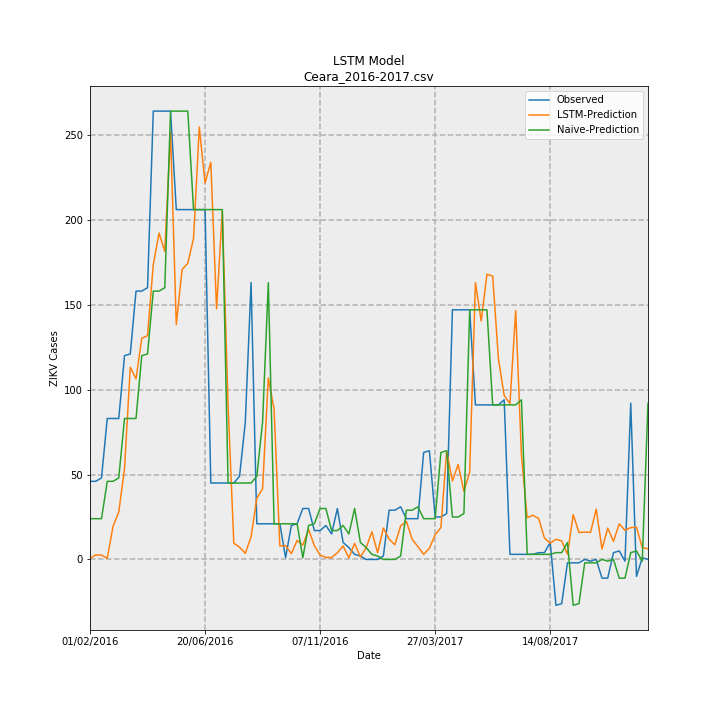 LSTM Model
Ceara_2016-2017.csv
Observed
LSTM-Prediction
Naive-Prediction
ZIKV Cases
250
200
150
100
50
0
01/02/2016 20/06/2016 07/11/2016 27/03/2017 14/08/2017
Date